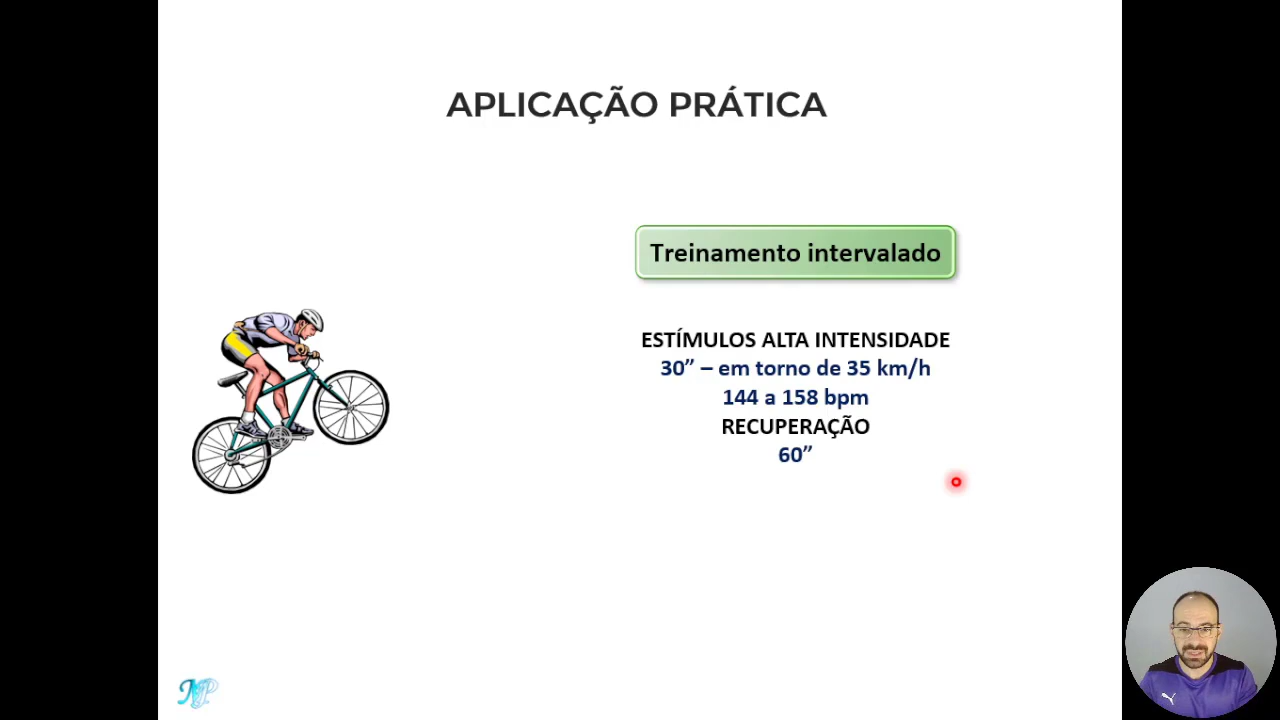 APLICAÇÃO PRÁTICA
Treinamento intervalado
ESTÍMULOS ALTA INTENSIDADE
30” – em torno de 35 km/h
144 a 158 bpm
RECUPERAÇÃO
60”